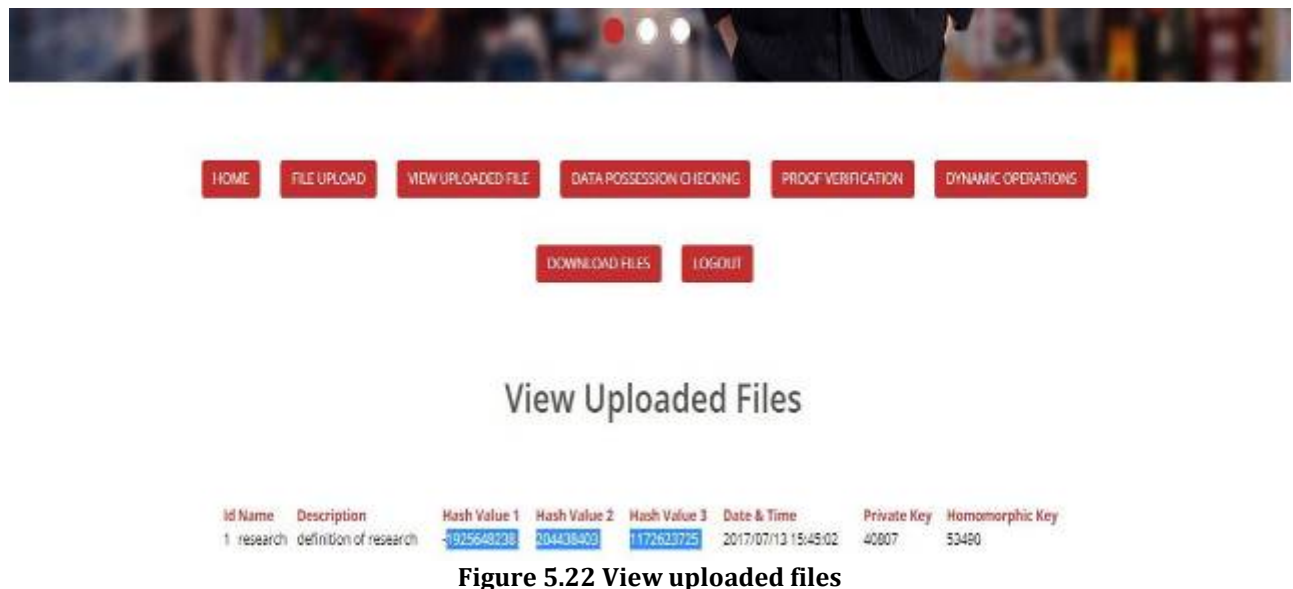 HOME FILE UPLOAD VIEW UPLOADED FILE DATA POSSESSION CHECKING PROOF VERIFICATION DYNAMIC OPERATIONS
DOWNLOAD FILES LOGOUT
View Uploaded Files
Id Name Description Hash Value 1 Hash Value 2 Hash Value 3 Date & Time Private Key Homomorphic Key
1 research definition of research -1925648238 204438403 1172623725 2017/07/13 15:45:02 40807 53490
Figure 5.22 View uploaded files